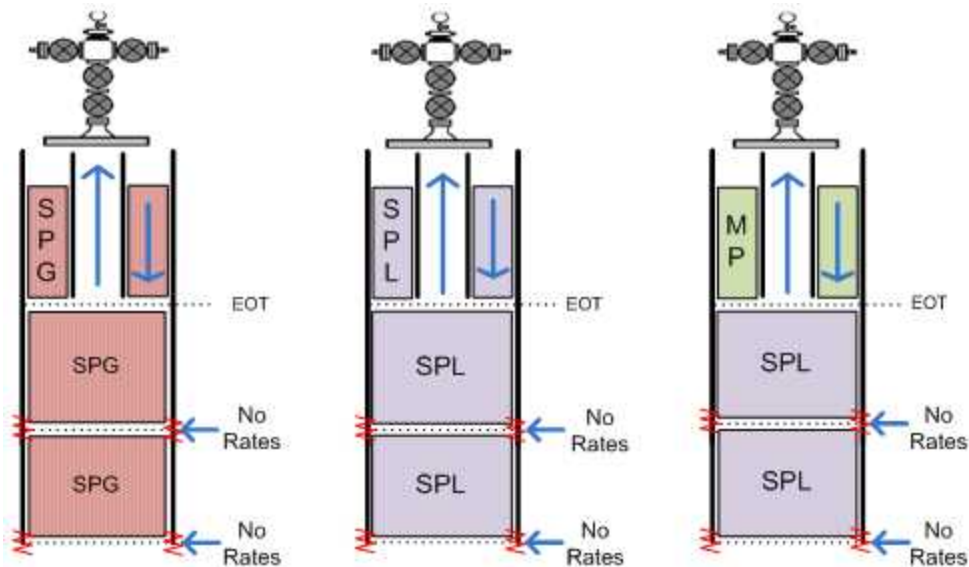 S
P
G
EOT
SPG
No
Rates
SPG
No
Rates
S
P
L
EOT
SPL
No
Rates
SPL
No
Rates
M
P
EOT
SPL
No
Rates
SPL
No
Rates